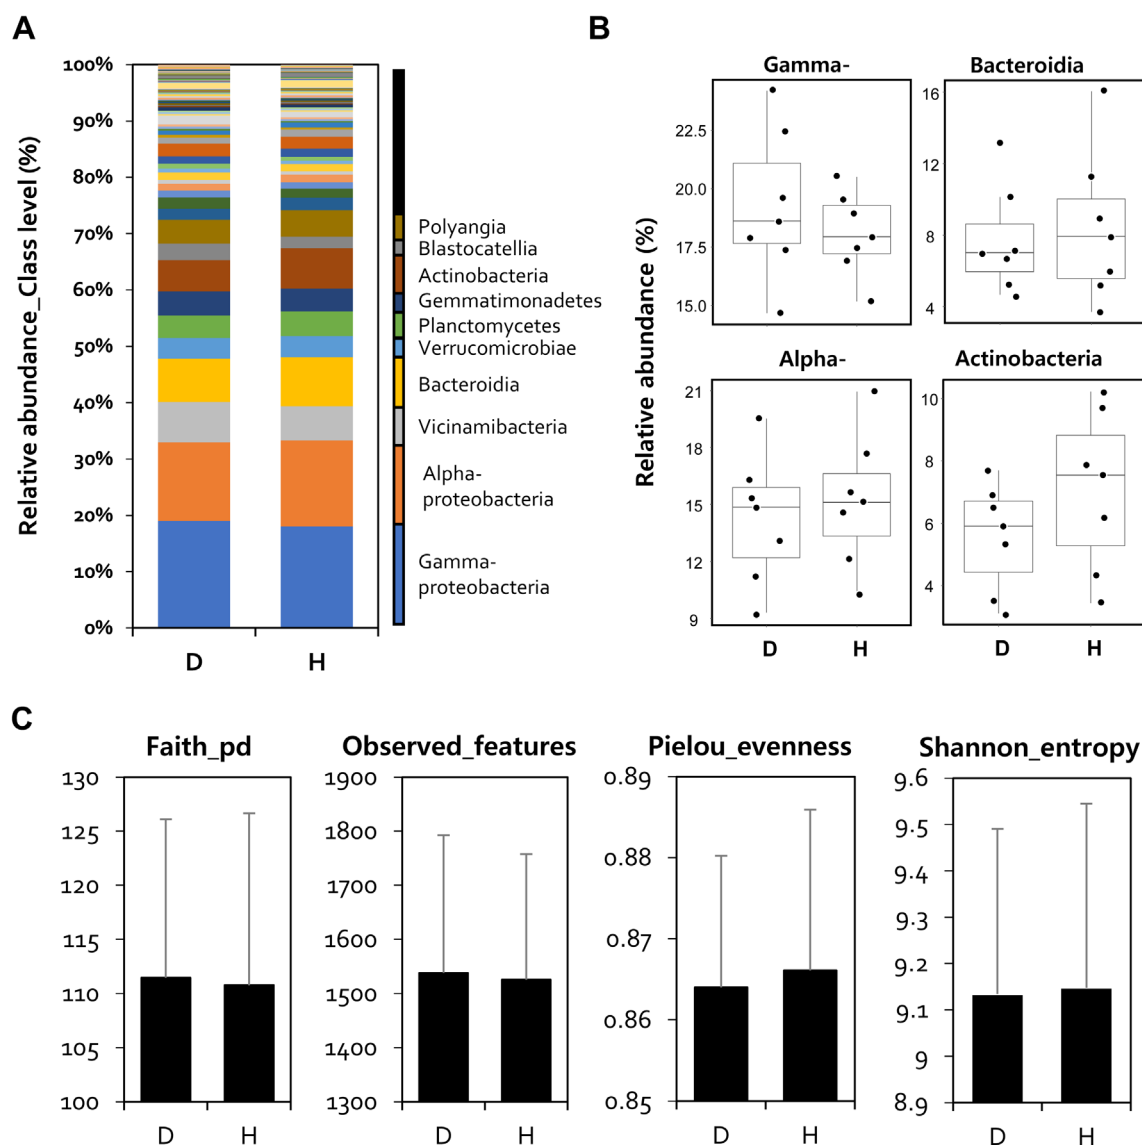 A
Relative abundance_Class level (%)
100%
90%
80%
70%
60%
50%
40%
30%
20%
10%
0%
D
H
Polyangia
Blastocatellia
Actinobacteria
Gemmatimonadetes
Planctomycetes
Verrucomicrobiae
Bacteroidia
Vicinamibacteria
Alpha-
proteobacteria
Gamma-
proteobacteria
B
Relative abundance (%)
Gamma-
22.5
20.0
17.5
15.0
Bacteroidia
16
12
8
4
Alpha-
21
18
15
12
9
D
H
Actinobacteria
10
8
6
4
D
H
C
Faith_pd
130
125
120
115
110
105
100
D
H
Observed_features
1900
1800
1700
1600
1500
1400
1300
D
H
Pielou_evenness
0.89
0.88
0.87
0.86
0.85
D
H
Shannon_entropy
9.6
9.5
9.4
9.3
9.2
9.1
9
8.9
D
H